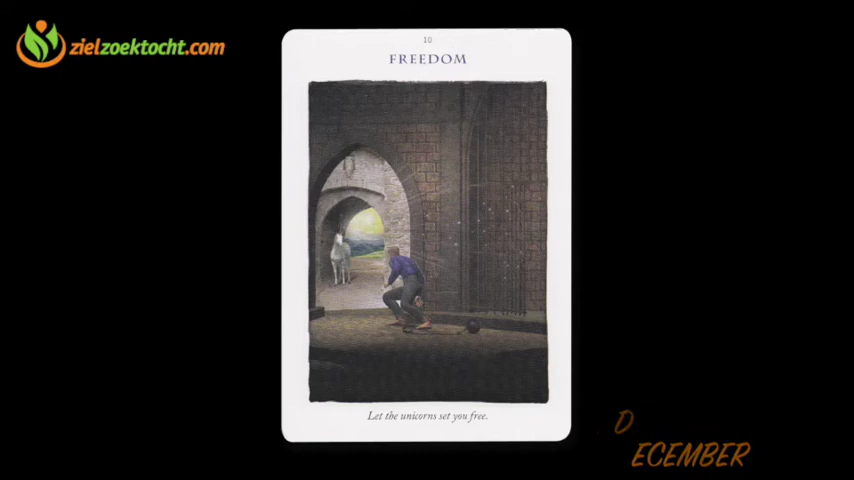 zielzoektocht.com
10
FREEDOM
Let the unicorns set you free.
D
ECEMBER